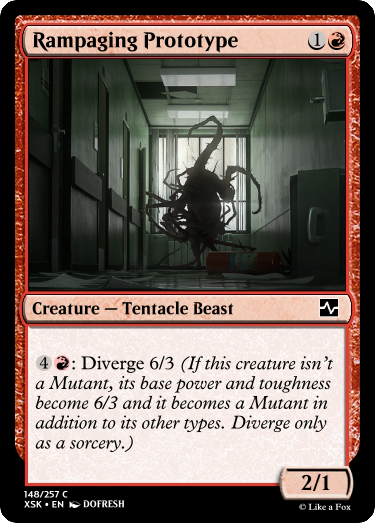 Rampaging Prototype 1
Creature — Tentacle Beast
4 : Diverge 6/3 (If this creature isn't
a Mutant, its base power and toughness
become 6/3 and it becomes a Mutant in
addition to its other types. Diverge only
as a sorcery.)
2/1
148/257 C
XSK • EN DOFRESH
© Like a Fox